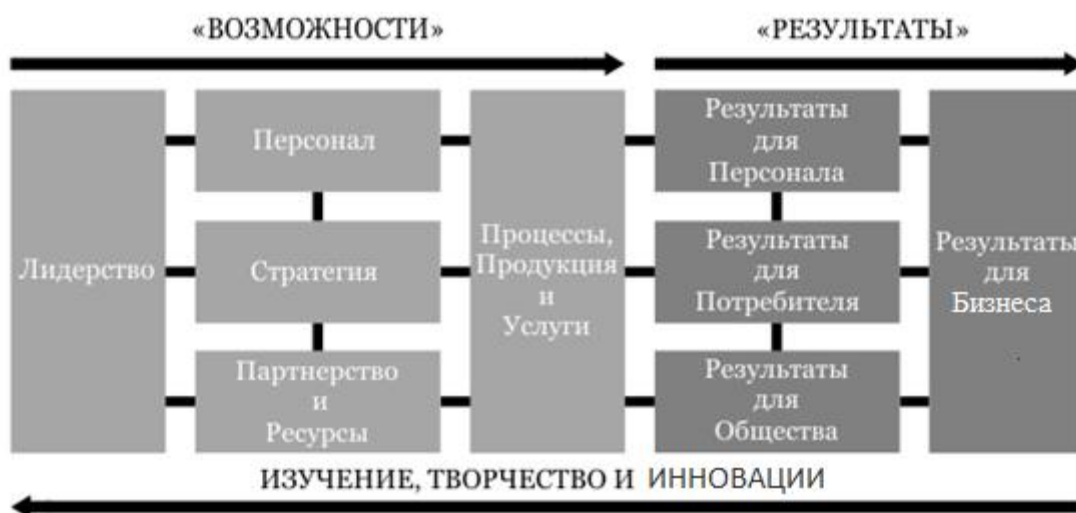 «ВОЗМОЖНОСТИ»
«РЕЗУЛЬТАТЫ»
Лидерство
Персонал
Стратегия
Партнерство
и
Ресурсы
Процессы,
Продукция
и
Услуги
Результаты
для
Персонала
Результаты
для
Потребителя
Результаты
для
Общества
Результаты
для
Бизнеса
ИЗУЧЕНИЕ, ТВОРЧЕСТВО И ИННОВАЦИИ